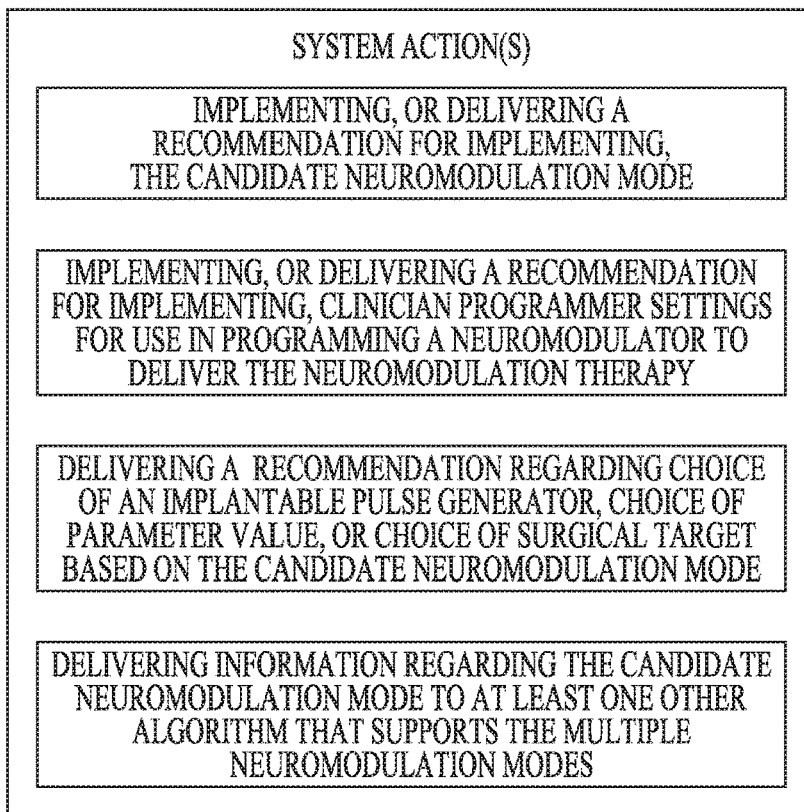 SYSTEM ACTION(S)
IMPLEMENTING, OR DELIVERING A
RECOMMENDATION FOR IMPLEMENTING,
THE CANDIDATE NEUROMODULATION MODE
IMPLEMENTING, OR DELIVERING A RECOMMENDATION
FOR IMPLEMENTING, CLINICIAN PROGRAMMER SETTINGS
FOR USE IN PROGRAMMING A NEUROMODULATOR TO
DELIVER THE NEUROMODULATION THERAPY
DELIVERING A RECOMMENDATION REGARDING CHOICE
OF AN IMPLANTABLE PULSE GENERATOR, CHOICE OF
PARAMETER VALUE, OR CHOICE OF SURGICAL TARGET
BASED ON THE CANDIDATE NEUROMODULATION MODE
DELIVERING INFORMATION REGARDING THE CANDIDATE
NEUROMODULATION MODE TO AT LEAST ONE OTHER
ALGORITHM THAT SUPPORTS THE MULTIPLE
NEUROMODULATION MODES